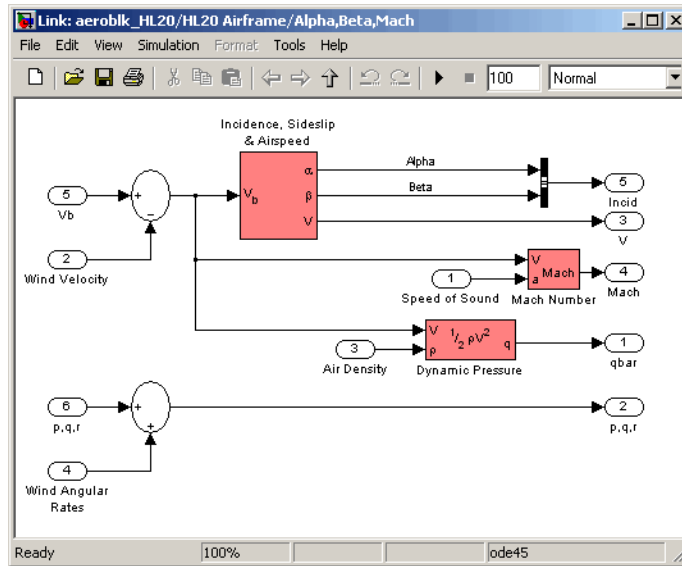 Link: aeroblk_HL20/HL20 Airframe/Alpha,Beta,Mach
File Edit View Simulation Format Tools Help
100 Normal
Incidence, Sideslip
& Airspeed
α
Alpha
5
Vb
+
−
Vb
β
Beta
5
Incid
V
3
V
2
Wind Velocity
V
a
Mach
4
Mach
1
Speed of Sound
Mach Number
V
ρ
1/2 ρV²
q
1
qbar
3
Air Density
Dynamic Pressure
6
p,q,r
+
+
2
p,q,r
4
Wind Angular
Rates
Ready 100% ode45